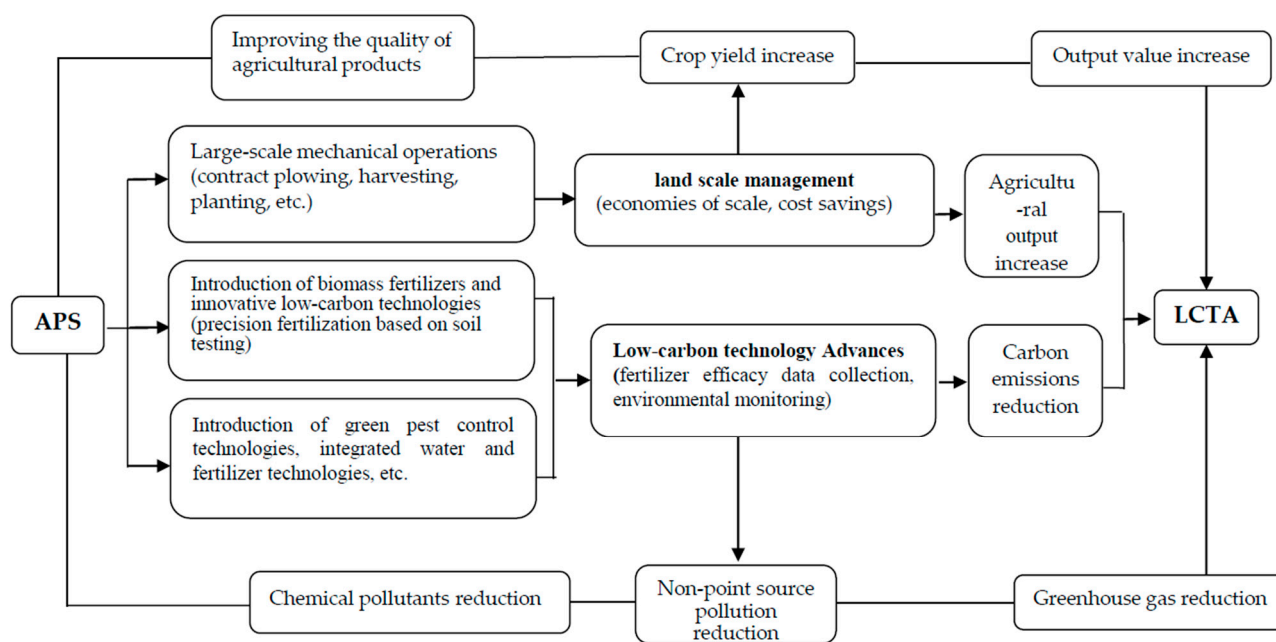 Improving the quality of
agricultural products
Crop yield increase
Output value increase
Large-scale mechanical operations
(contract plowing, harvesting,
planting, etc.)
land scale management
(economies of scale, cost savings)
Agricultu
-ral
output
increase
APS
Introduction of biomass fertilizers and
innovative low-carbon technologies
(precision fertilization based on soil
testing)
LCTA
Low-carbon technology Advances
(fertilizer efficacy data collection,
environmental monitoring)
Carbon
emissions
reduction
Introduction of green pest control
technologies, integrated water and
fertilizer technologies, etc.
Chemical pollutants reduction
Non-point source
pollution
reduction
Greenhouse gas reduction